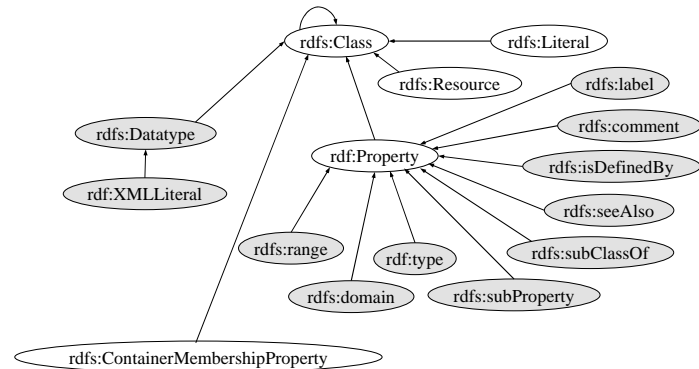 rdfs:Class
rdfs:Literal
rdfs:Resource
rdfs:label
rdfs:Datatype
rdfs:comment
rdf:Property
rdfs:isDefinedBy
rdf:XMLLiteral
rdfs:seeAlso
rdfs:range
rdf:type
rdfs:subClassOf
rdfs:domain
rdfs:subProperty
rdfs:ContainerMembershipProperty